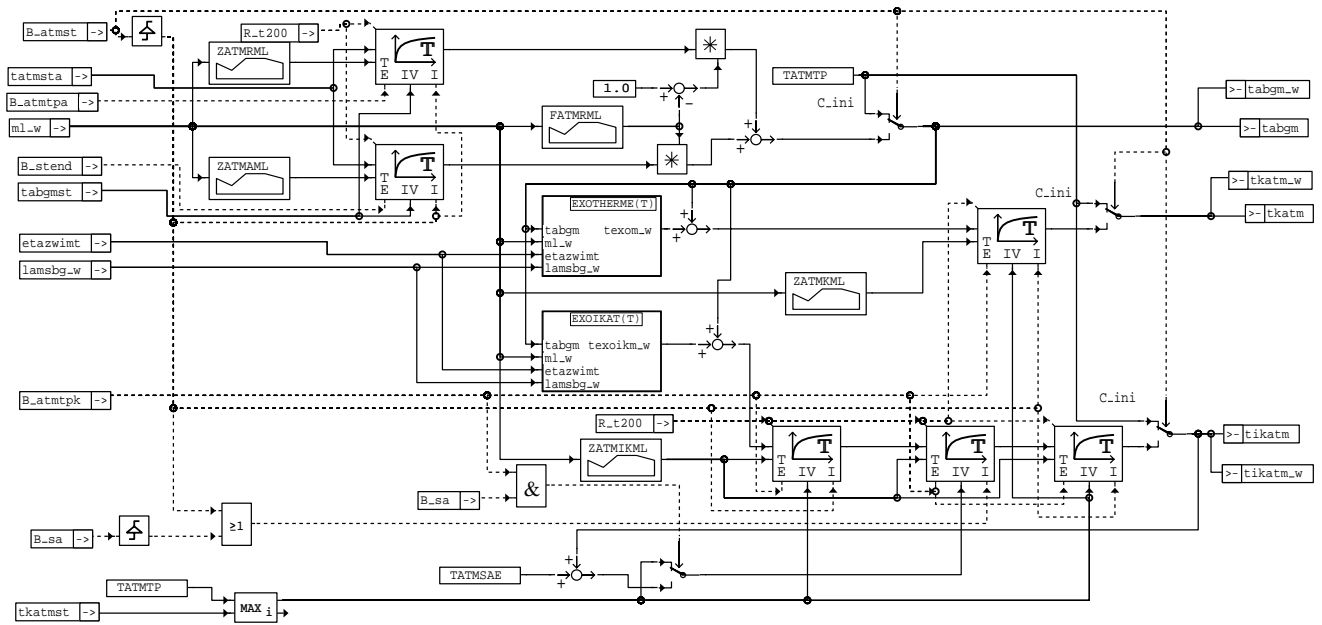 B_atmst ->
R_t200 ->
ZATMRML
T
T
E IV I
tatmsta ->
B_atmtpa ->
ml_w ->
1.0
+
−
FATMRML
TATMTP ->
C_ini
+
+
>- tabgm_w
>- tabgm
B_stend ->
tabgmst ->
ZATMAML
T
T
E IV I
etazwimt ->
lamsbg_w ->
EXOTHERME(T)
tabgm texom_w
ml_w
etazwimt
lamsbg_w
+
+
C_ini
T
T
E IV I
>- tkatm_w
>- tkatm
ZATMKML
EXOIKAT(T)
tabgm texoikm_w
ml_w
etazwimt
lamsbg_w
+
+
B_atmtpk ->
R_t200 ->
C_ini
ZATMIKML
T
T
E IV I
T
T
E IV I
T
T
E IV I
>- tikatm
>- tikatm_w
B_sa ->
&
B_sa ->
≥1
TATMSAE
+
+
TATMTP
tkatmst ->
MAX i